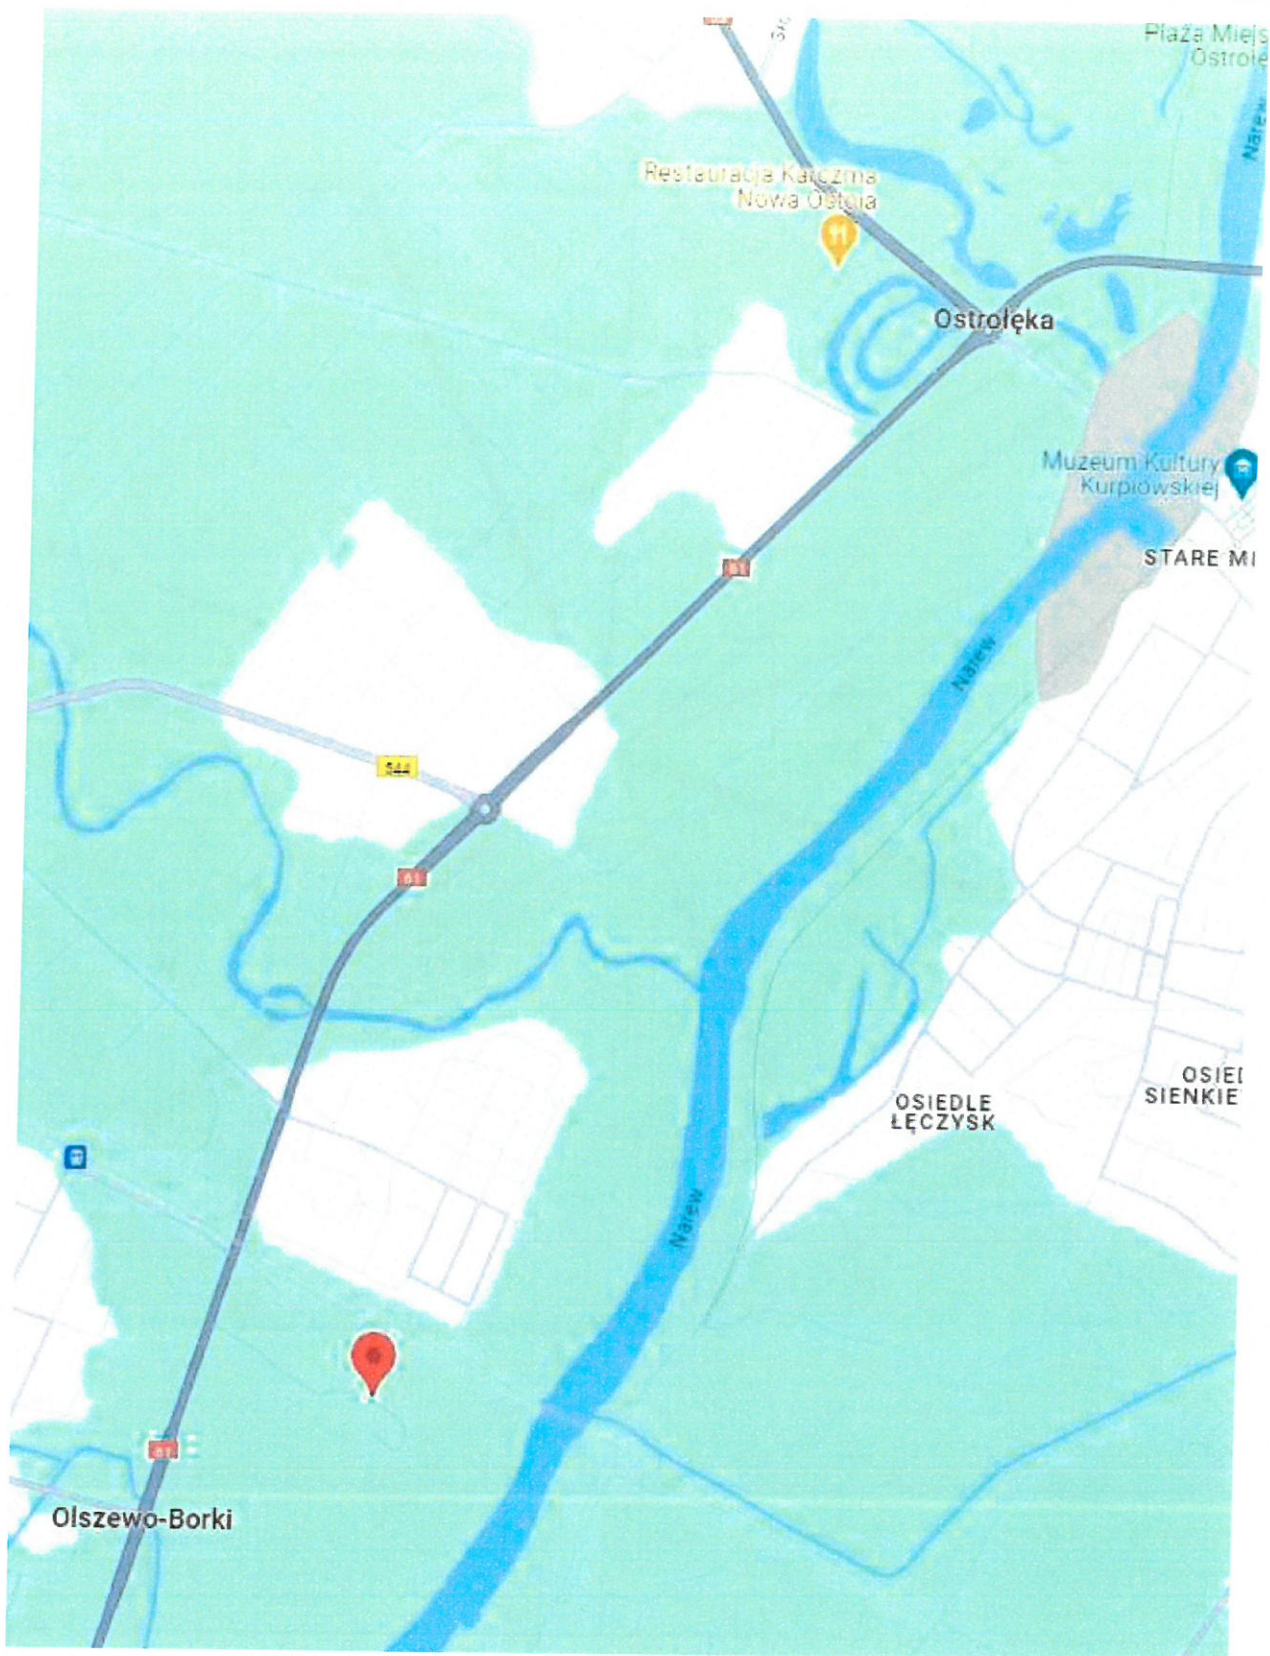 Plaża Miejs
Ostrołę
Narew
Restauracja Karczma
Nowa Ostoja
Ostrołęka
Muzeum Kultury
Kurpiowskiej
STARE MI
61
Narew
544
61
OSIEDLE
ŁĘCZYSK
OSIED
SIENKIE
Narew
61
Olszewo-Borki